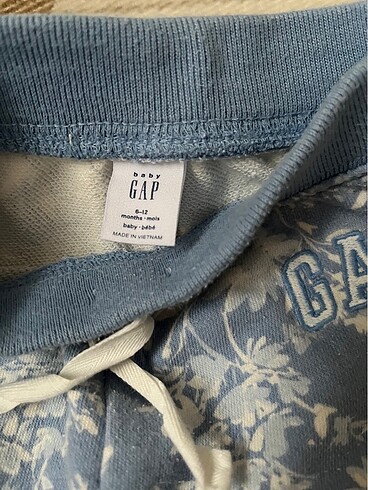 baby
GAP
6-12
months · mois
baby · bébé
MADE IN VIETNAM
GA